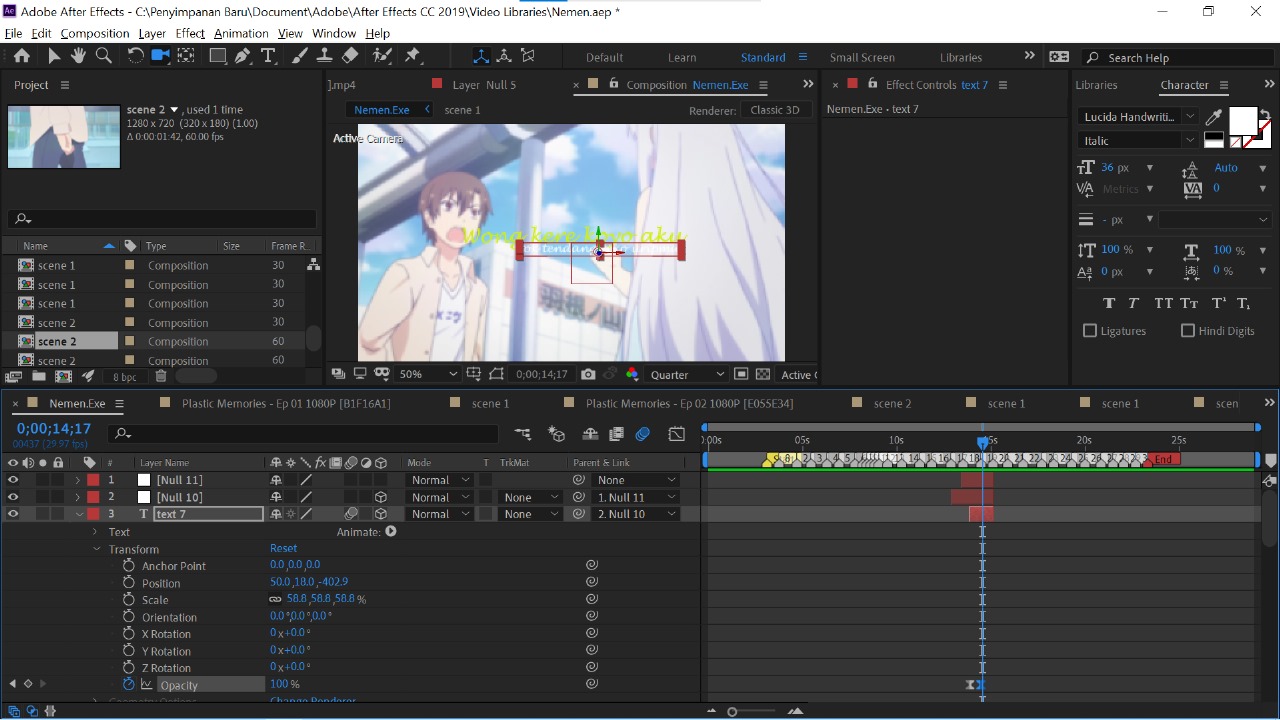 Adobe After Effects - C:\Penyimpanan Baru\Document\Adobe\After Effects CC 2019\Video Libraries\Nemen.aep *
File Edit Composition Layer Effect Animation View Window Help
Default Learn Standard Small Screen Libraries Search Help
Project
].mp4 Layer Null 5 Composition Nemen.Exe
Effect Controls text 7
Libraries Character
scene 2 , used 1 time
1280 x 720 (320 x 180) (1.00)
Δ 0:00:01:42, 60.00 fps
Nemen.Exe scene 1 Renderer: Classic 3D
Nemen.Exe • text 7
Active Camera
Wong kere koyo aku
羽根ノ山
Lucida Handwriti...
Italic
36 px Auto
Metrics 0
- px
100 % 100 %
0 px 0 %
T T TT Tт T¹ T₁
Ligatures Hindi Digits
Name Type Size Frame R...
scene 1 Composition 30
scene 1 Composition 30
scene 1 Composition 30
scene 2 Composition 30
scene 2 Composition 60
scene 2 Composition 60
8 bpc
50% 0;00;14;17 Quarter Active C
Nemen.Exe Plastic Memories - Ep 01 1080P [B1F16A1] scene 1 Plastic Memories - Ep 02 1080P [E055E34] scene 2 scene 1 scene 1 scen
0;00;14;17
00437 (29.97 fps)
):00s 05s 10s 15s 20s 25s
# Layer Name Mode T TrkMat Parent & Link
End
1 [Null 11] Normal None
2 [Null 10] Normal None 1. Null 11
3 T text 7 Normal None 2. Null 10
Text Animate:
Transform Reset
Anchor Point 0.0,0.0,0.0
Position 50.0,18.0,-402.9
Scale 58.8,58.8,58.8 %
Orientation 0.0°,0.0°,0.0°
X Rotation 0x+0.0°
Y Rotation 0x+0.0°
Z Rotation 0x+0.0°
Opacity 100 %
Geometry Options Change Renderer...